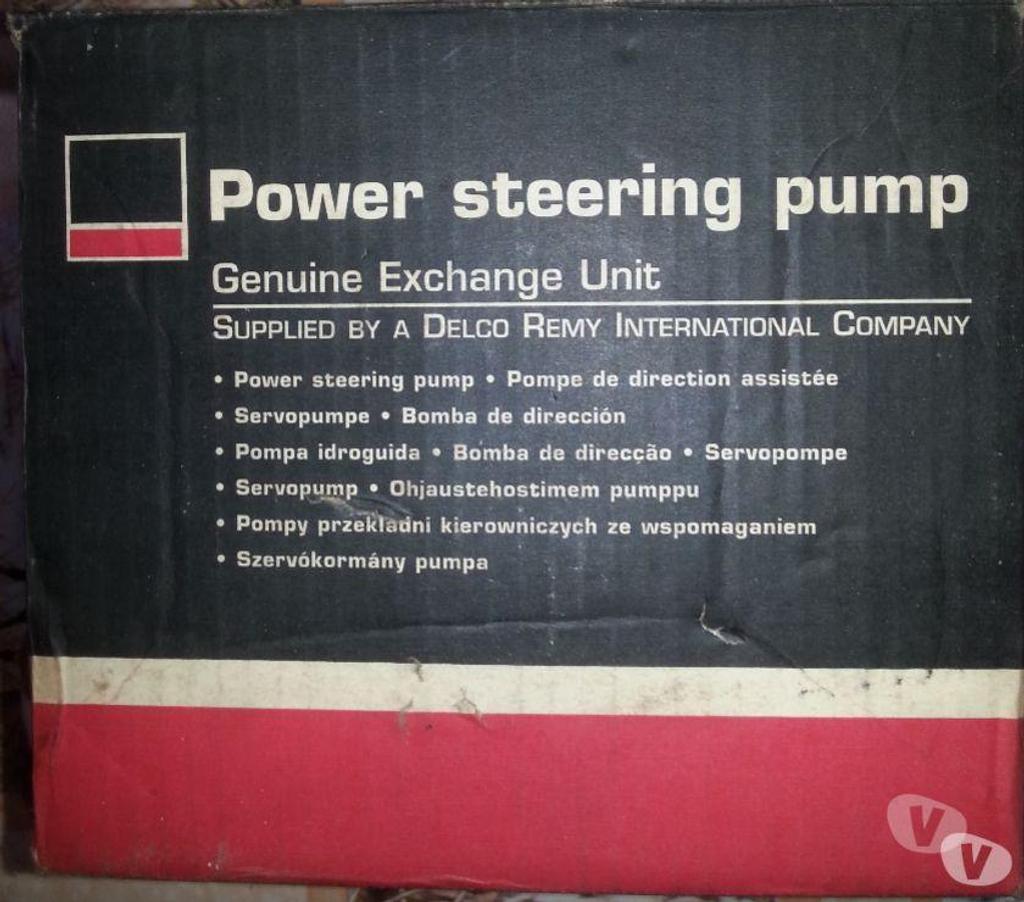 Power steering pump
Genuine Exchange Unit
SUPPLIED BY A DELCO REMY INTERNATIONAL COMPANY
• Power steering pump • Pompe de direction assistée
• Servopumpe • Bomba de dirección
• Pompa idroguida • Bomba de direcção • Servopompe
• Servopump • Ohjaustehostimem pumppu
• Pompy przekładni kierowniczych ze wspomaganiem
• Szervókormány pumpa
V
V